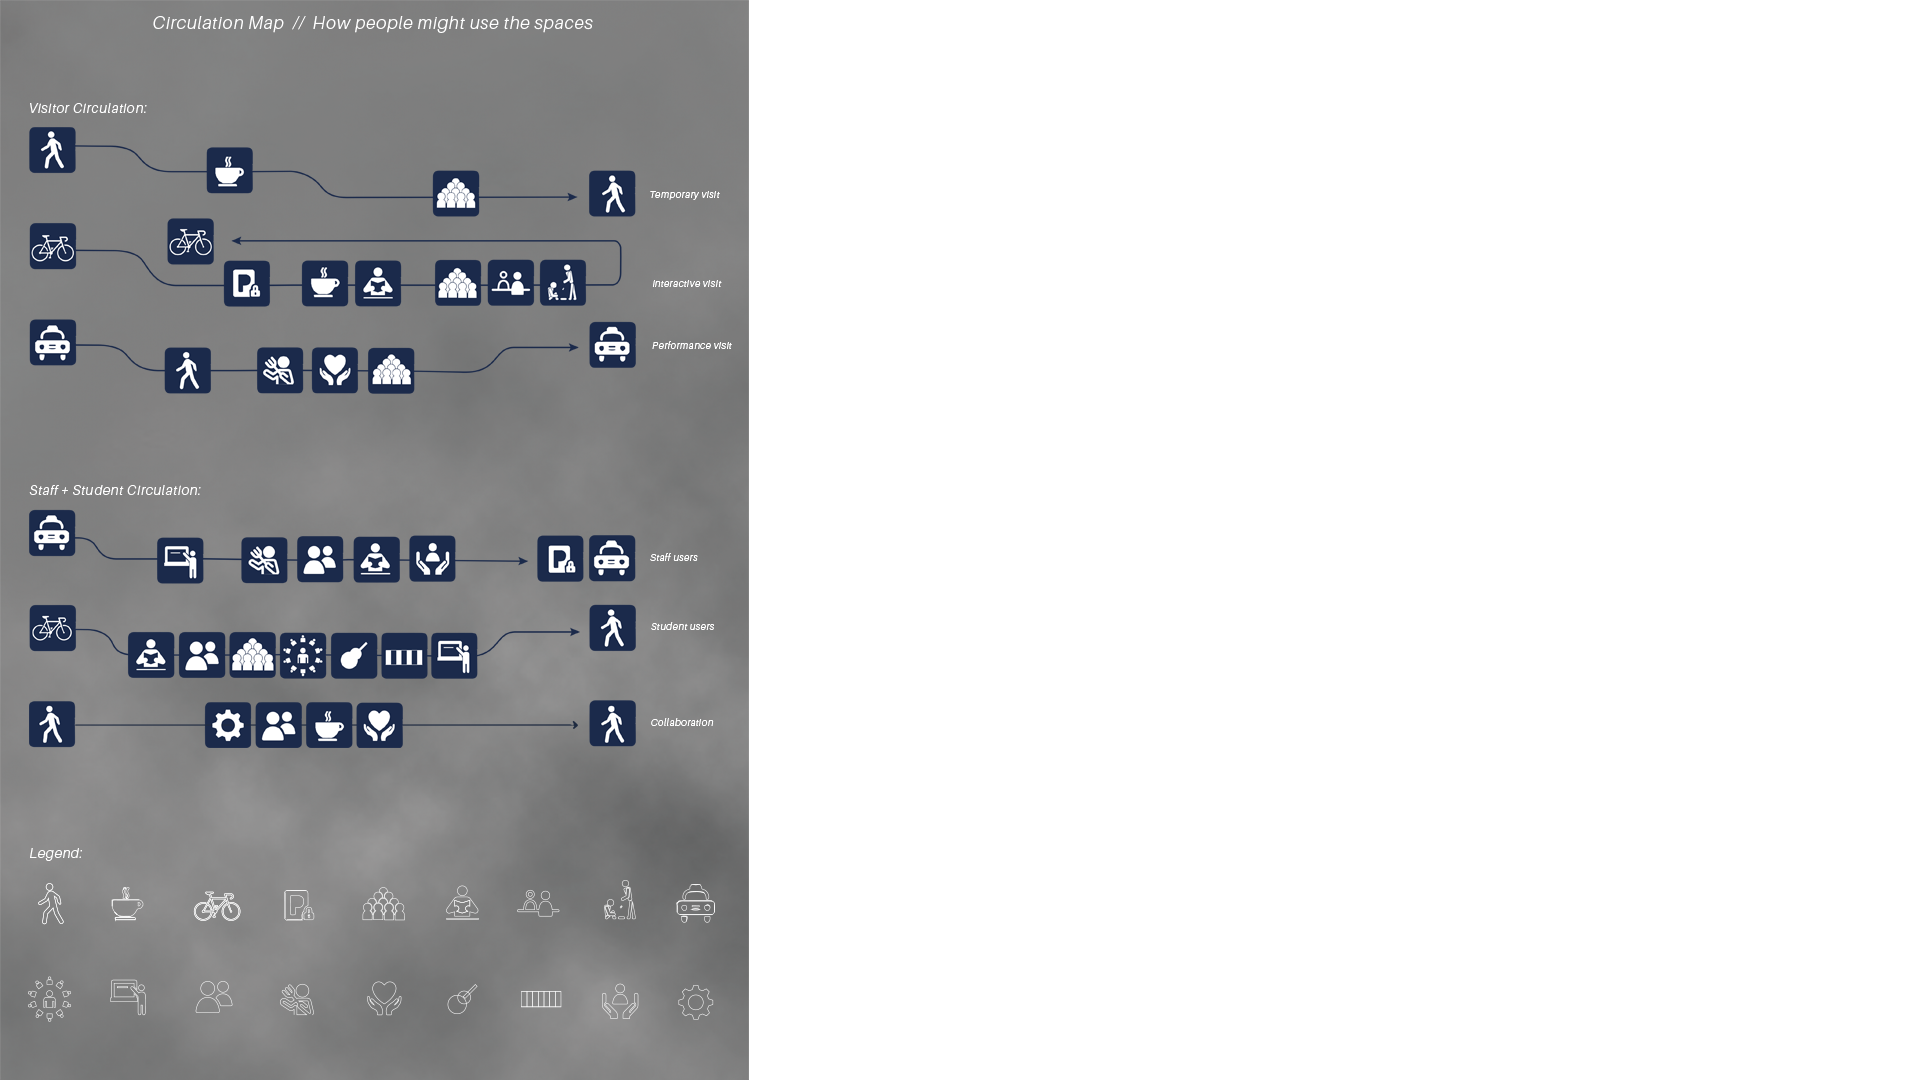 Circulation Map // How people might use the spaces
Visitor Circulation:
Temporary visit
Interactive visit
Performance visit
Staff + Student Circulation:
Staff users
Student users
Collaboration
Legend: